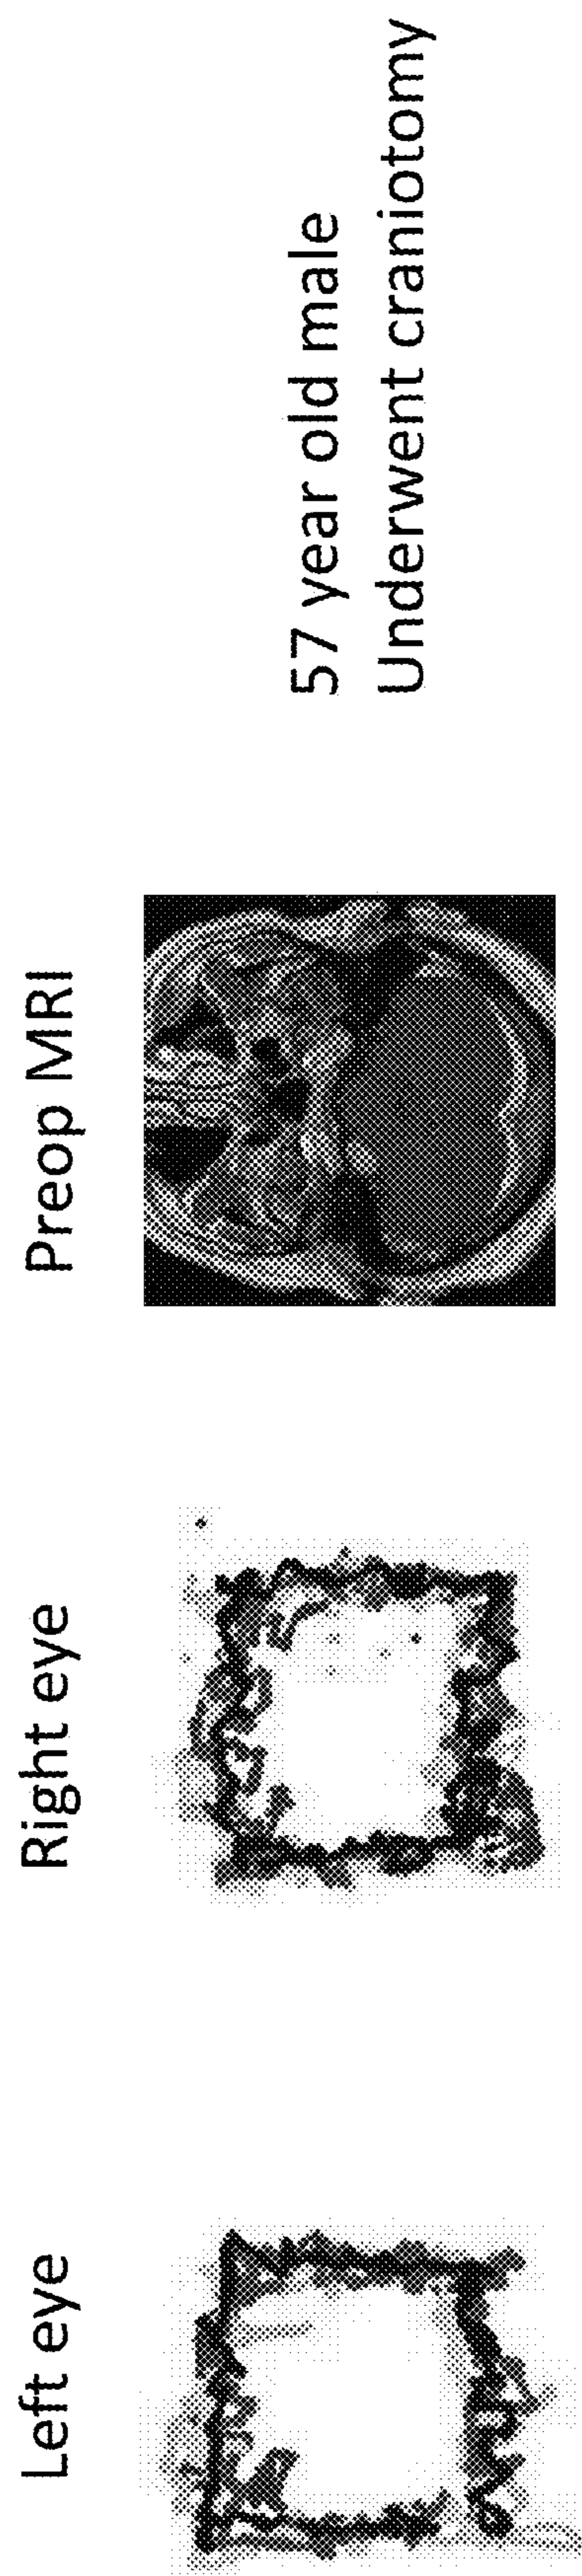 Left eye
Right eye
Preop MRI
57 year old male
Underwent craniotomy